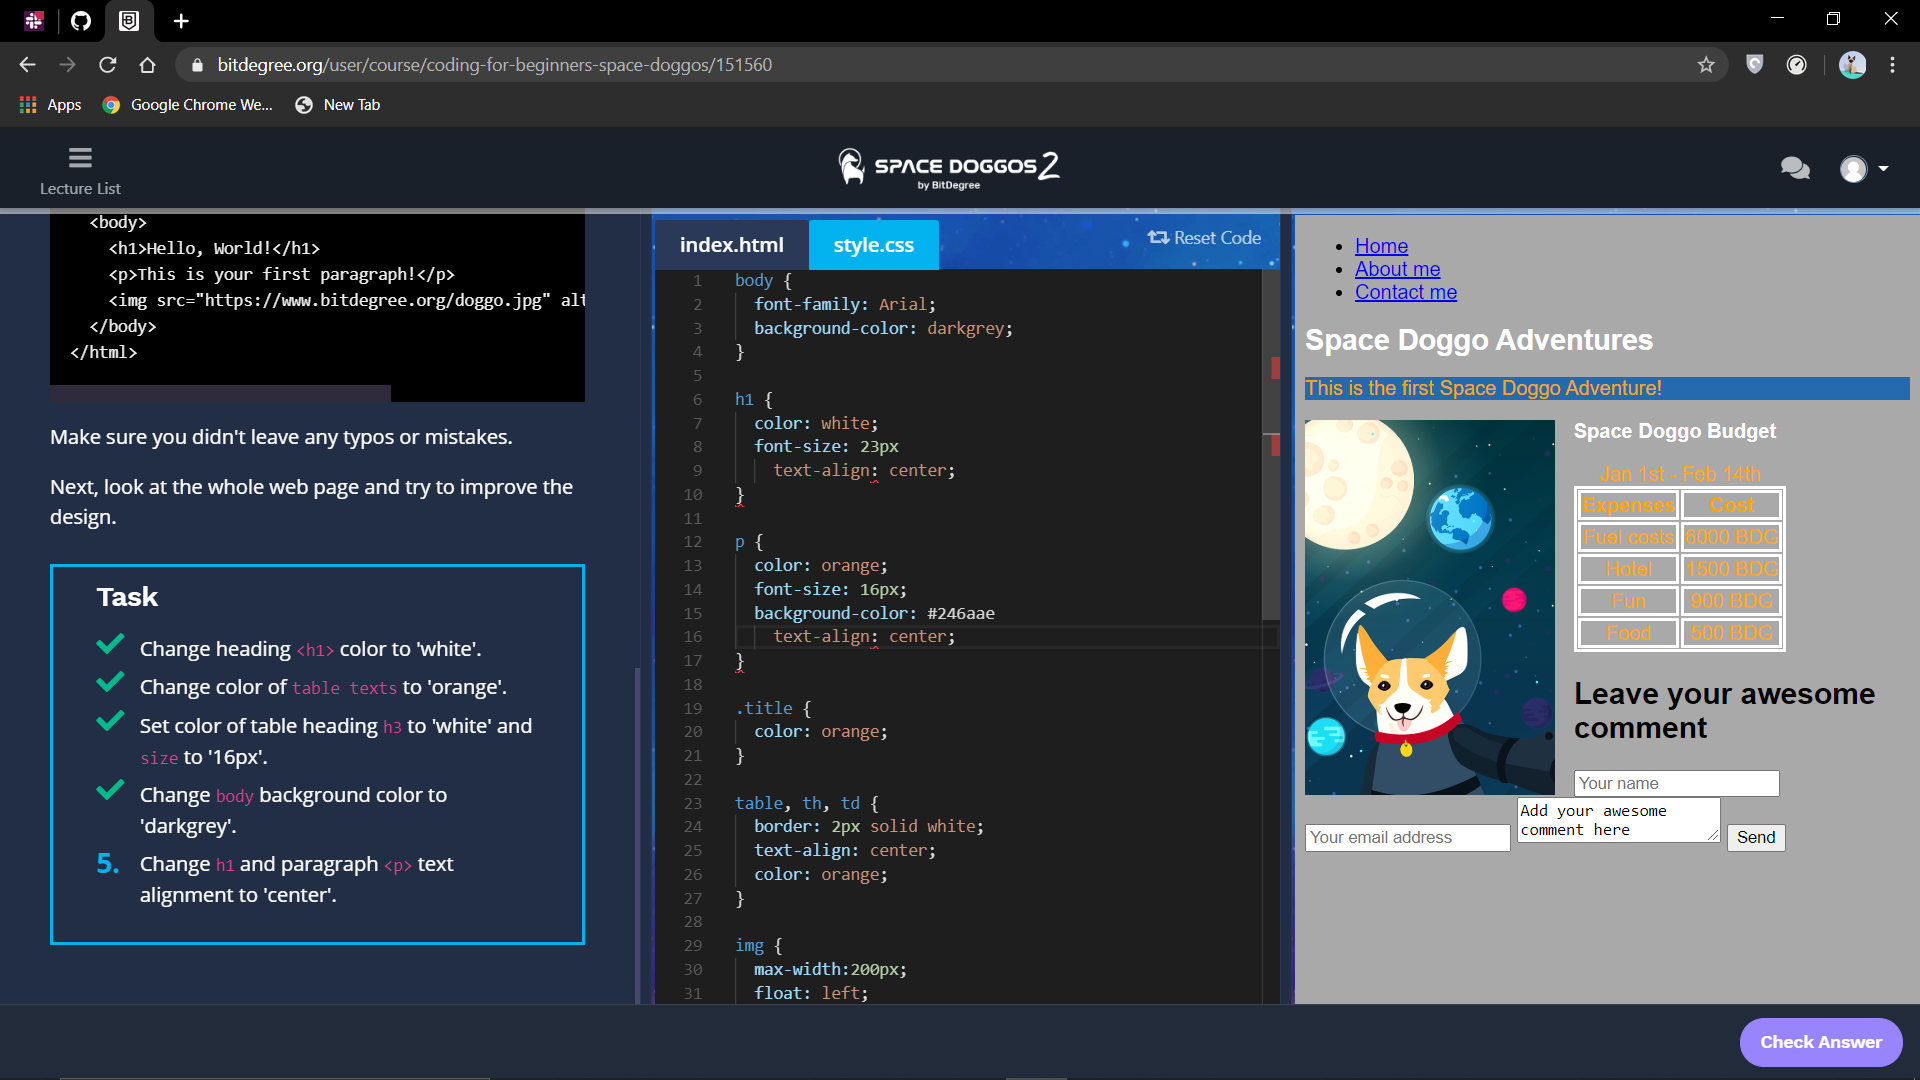 bitdegree.org/user/course/coding-for-beginners-space-doggos/151560
Apps
Google Chrome We...
New Tab
Lecture List
SPACE DOGGOS 2
by BitDegree
<body>
<h1>Hello, World!</h1>
<p>This is your first paragraph!</p>
<img src="https://www.bitdegree.org/doggo.jpg" alt
</body>
</html>
Make sure you didn't leave any typos or mistakes.
Next, look at the whole web page and try to improve the
design.
Task
Change heading <h1> color to 'white'.
Change color of table texts to 'orange'.
Set color of table heading h3 to 'white' and
size to '16px'.
Change body background color to
'darkgrey'.
5. Change h1 and paragraph <p> text
alignment to 'center'.
index.html
style.css
Reset Code
1 body {
2 font-family: Arial;
3 background-color: darkgrey;
4 }
5
6 h1 {
7 color: white;
8 font-size: 23px
9 text-align: center;
10 }
11
12 p {
13 color: orange;
14 font-size: 16px;
15 background-color: #246aae
16 text-align: center;
17 }
18
19 .title {
20 color: orange;
21 }
22
23 table, th, td {
24 border: 2px solid white;
25 text-align: center;
26 color: orange;
27 }
28
29 img {
30 max-width:200px;
31 float: left;
Home
About me
Contact me
Space Doggo Adventures
This is the first Space Doggo Adventure!
Space Doggo Budget
Jan 1st - Feb 14th
Expenses Cost
Fuel costs 6000 BDG
Hotel 1500 BDG
Fun 900 BDG
Food 500 BDG
Leave your awesome
comment
Your name
Your email address
Add your awesome
comment here
Send
Check Answer